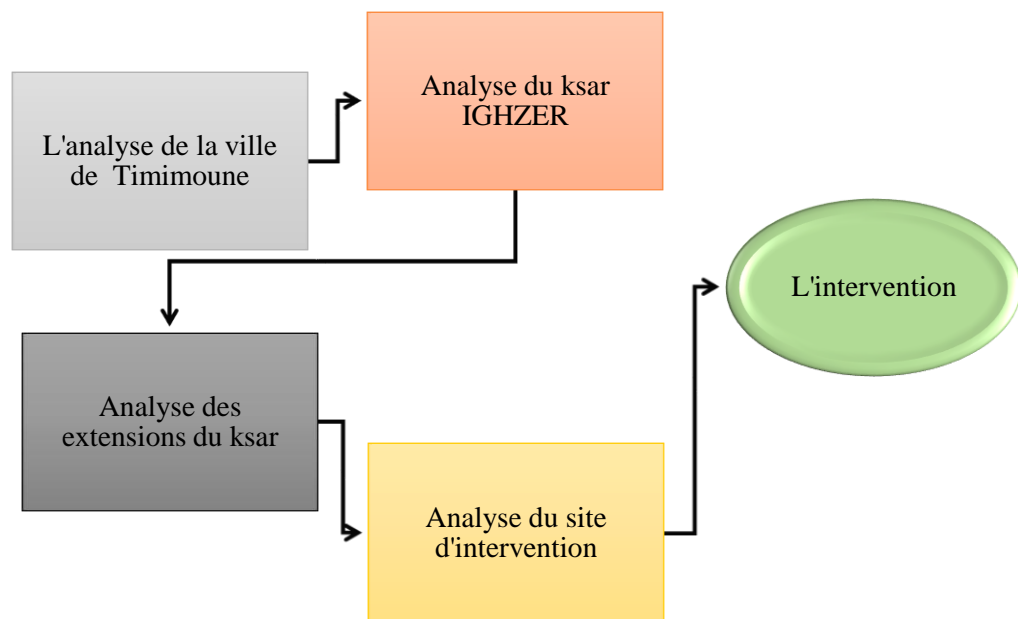 L'analyse de la ville
de Timimoune
Analyse du ksar
IGHZER
Analyse des
extensions du ksar
Analyse du site
d'intervention
L'intervention